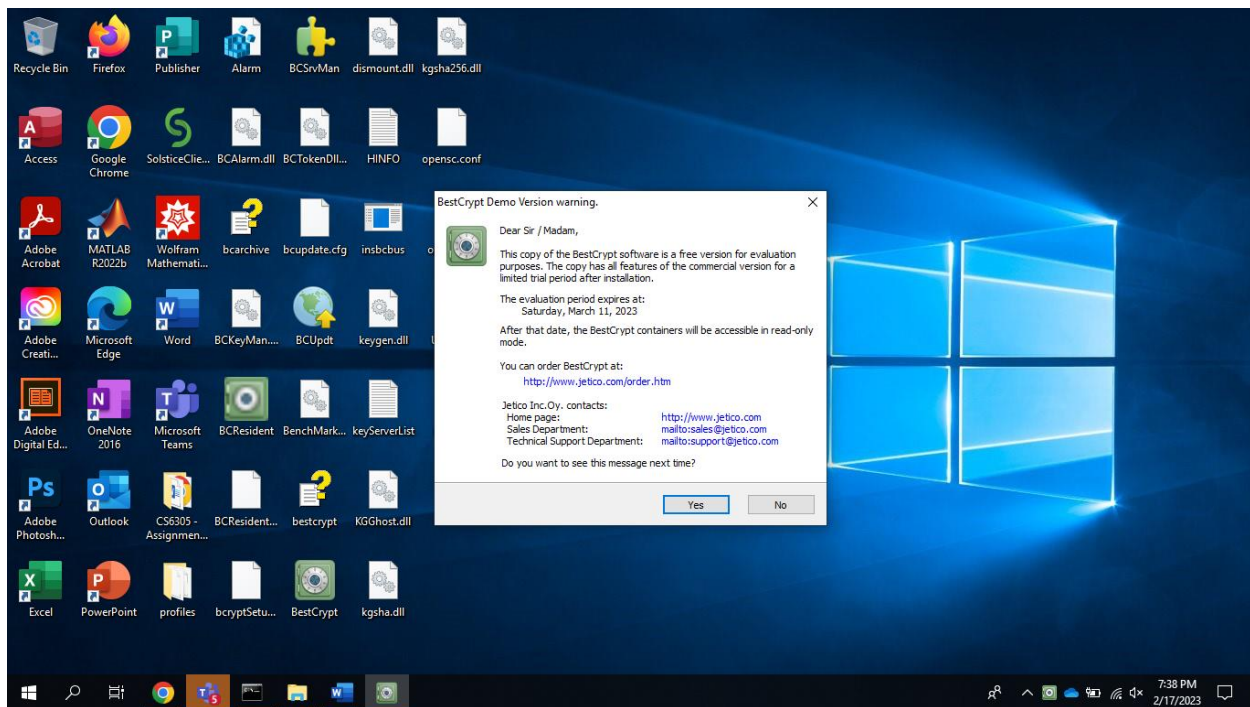 Recycle Bin
Firefox
Publisher
Alarm
BCSrvMan
dismount.dll
kgsha256.dll
Access
Google
Chrome
SolsticeClie...
BCAlarm.dll
BCTokenDll...
HINFO
opensc.conf
Adobe
Acrobat
MATLAB
R2022b
Wolfram
Mathemati...
bcarchive
bcupdate.cfg
insbcbus
Adobe
Creati...
Microsoft
Edge
Word
BCKeyMan....
BCUpdt
keygen.dll
Adobe
Digital Ed...
OneNote
2016
Microsoft
Teams
BCResident
BenchMark...
keyServerList
Adobe
Photosh...
Outlook
CS6305 -
Assignmen...
BCResident...
bestcrypt
KGGhost.dll
Excel
PowerPoint
profiles
bcryptSetu...
BestCrypt
kgsha.dll
BestCrypt Demo Version warning.
Dear Sir / Madam,
This copy of the BestCrypt software is a free version for evaluation
purposes. The copy has all features of the commercial version for a
limited trial period after installation.
The evaluation period expires at:
Saturday, March 11, 2023
After that date, the BestCrypt containers will be accessible in read-only
mode.
You can order BestCrypt at:
http://www.jetico.com/order.htm
Jetico Inc.Oy. contacts:
Home page: http://www.jetico.com
Sales Department: mailto:sales@jetico.com
Technical Support Department: mailto:support@jetico.com
Do you want to see this message next time?
Yes
No
7:38 PM
2/17/2023